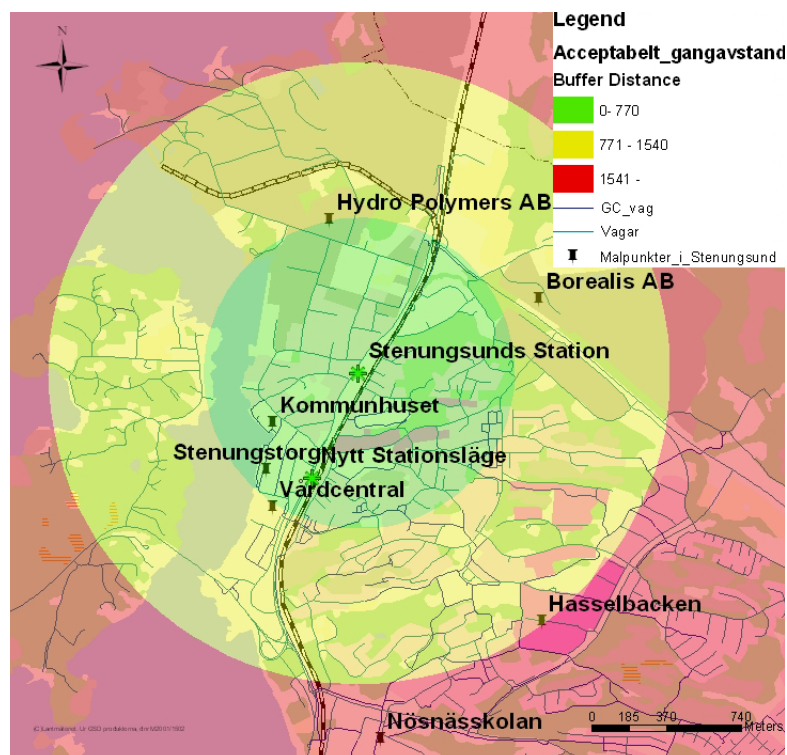 N
Legend
Acceptabelt_gangavstand
Buffer Distance
0- 770
771 - 1540
1541 -
GC_vag
Vagar
Malpunkter_i_Stenungsund
Hydro Polymers AB
Borealis AB
Stenungsunds Station
Kommunhuset
Stenungstorg
Nytt Stationsläge
Vårdcentral
Hasselbacken
Nösnässkolan
0 185 370 740
Meters